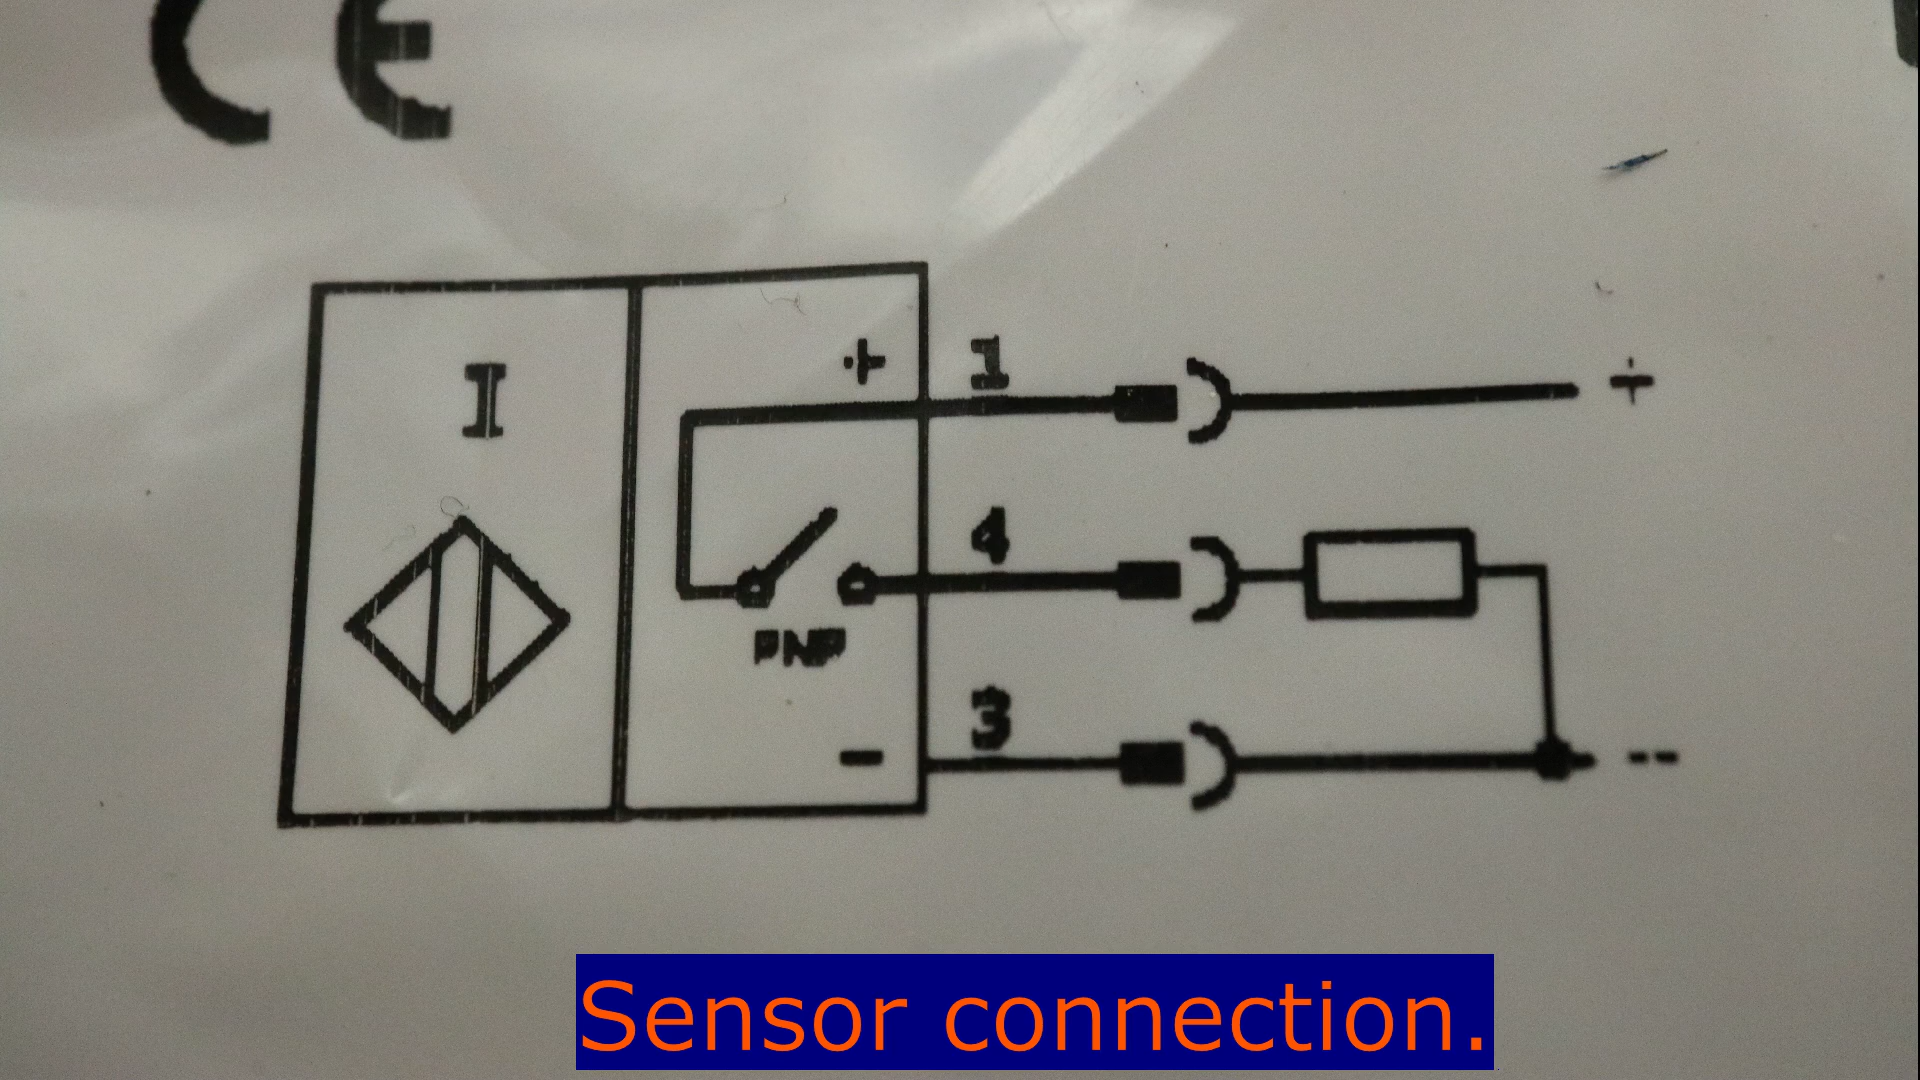 CE
I
+ 1 +
4
PNP
3
- --
Sensor connection.